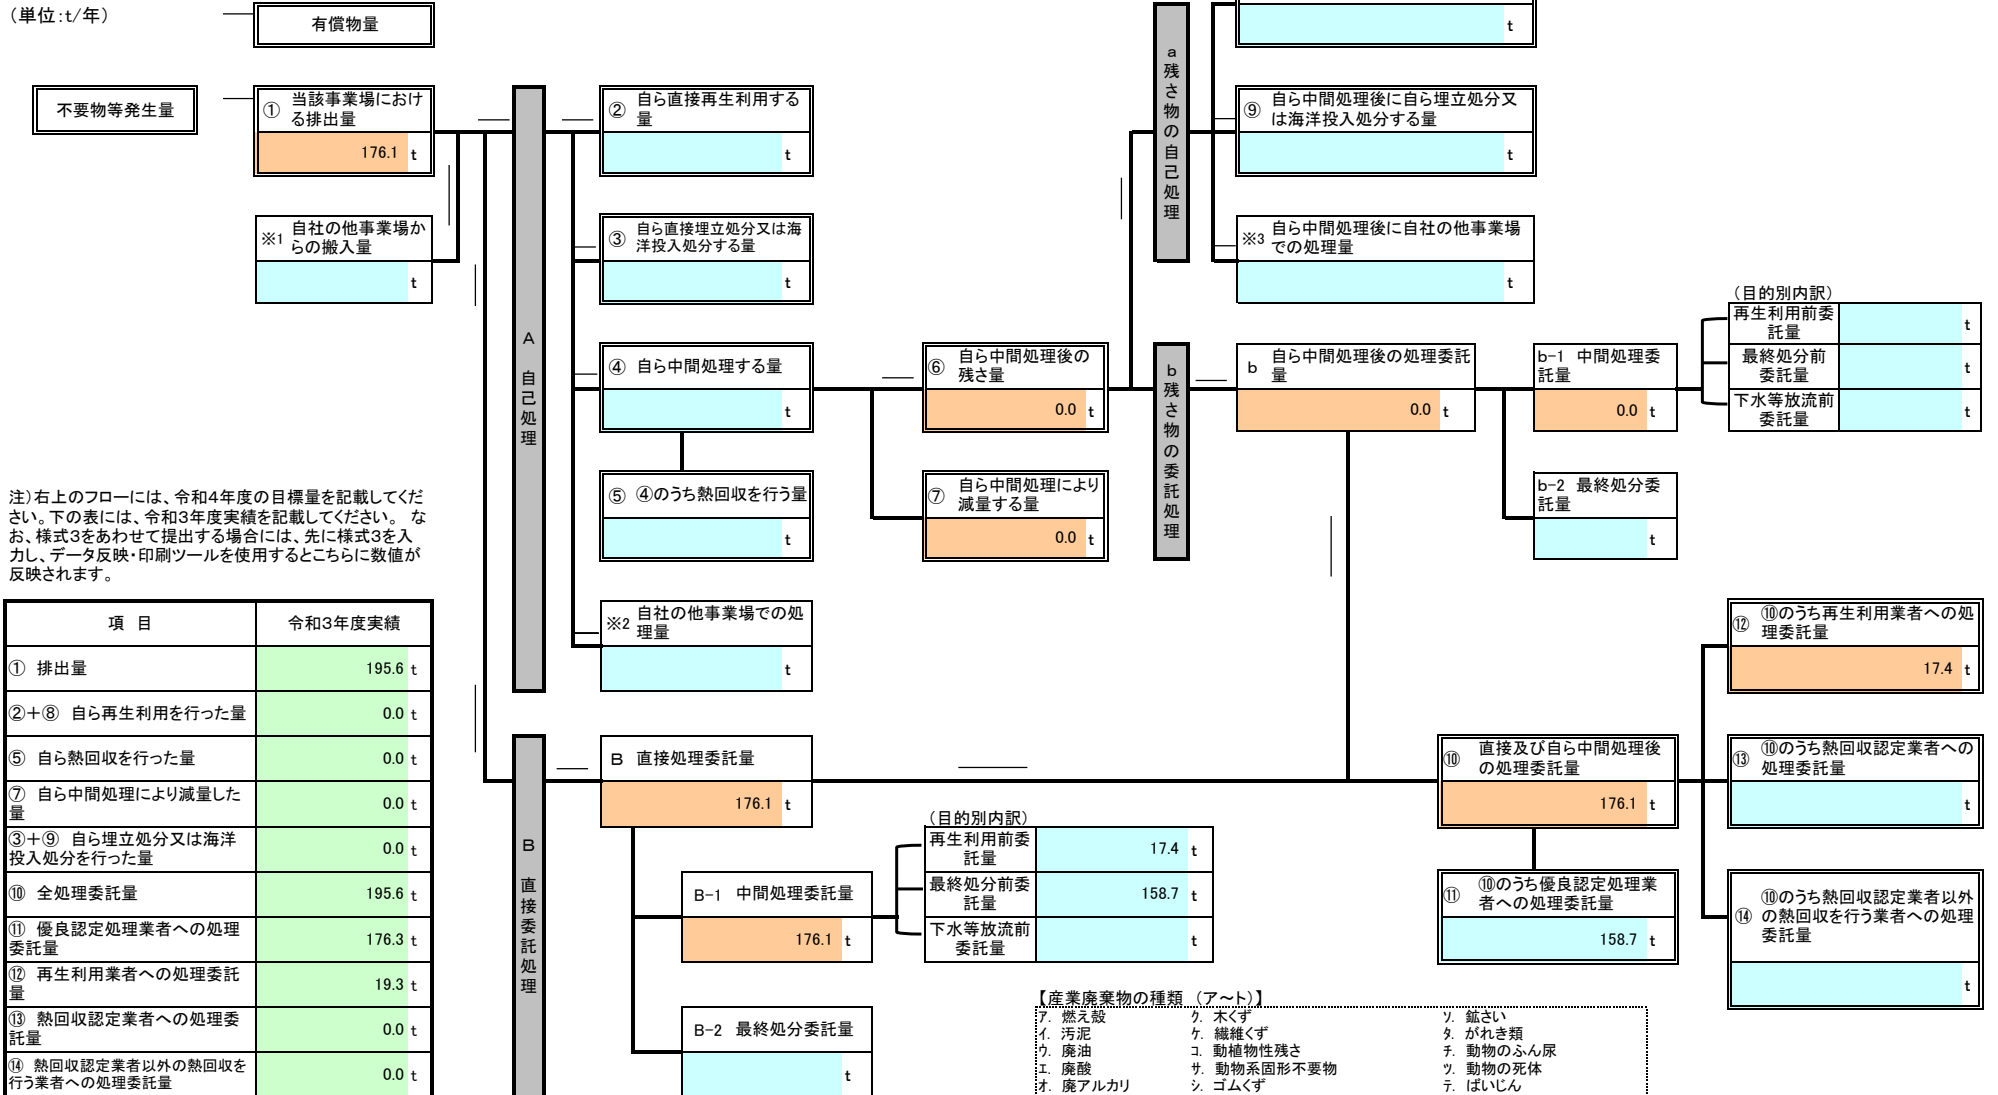 （単位:t/年）
有償物量
不要物等発生量
① 当該事業場におけ
る排出量
176.1 t
※1 自社の他事業場か
らの搬入量
t
A 自己処理
② 自ら直接再生利用する
量
t
③ 自ら直接埋立処分又は海
洋投入処分する量
t
④ 自ら中間処理する量
t
⑤ ④のうち熱回収を行う量
t
※2 自社の他事業場での処
理量
t
⑥ 自ら中間処理後の
残さ量
0.0 t
⑦ 自ら中間処理により
減量する量
0.0 t
a 残さ物の自己処理
t
⑨ 自ら中間処理後に自ら埋立処分又
は海洋投入処分する量
t
※3 自ら中間処理後に自社の他事業場
での処理量
t
b 残さ物の委託処理
b 自ら中間処理後の処理委託
量
0.0 t
b-1 中間処理委
託量
0.0 t
b-2 最終処分委
託量
t
（目的別内訳）
再生利用前委
託量
t
最終処分前
委託量
t
下水等放流前
委託量
t
注）右上のフローには、令和4年度の目標量を記載してくだ
さい。下の表には、令和3年度実績を記載してください。 な
お、様式3をあわせて提出する場合には、先に様式3を入
力し、データ反映・印刷ツールを使用するとこちらに数値が
反映されます。
項 目 令和3年度実績
① 排出量 195.6 t
②＋⑧ 自ら再生利用を行った量 0.0 t
⑤ 自ら熱回収を行った量 0.0 t
⑦ 自ら中間処理により減量した
量 0.0 t
③＋⑨ 自ら埋立処分又は海洋
投入処分を行った量 0.0 t
⑩ 全処理委託量 195.6 t
⑪ 優良認定処理業者への処理
委託量 176.3 t
⑫ 再生利用業者への処理委託
量 19.3 t
⑬ 熱回収認定業者への処理委
託量 0.0 t
⑭ 熱回収認定業者以外の熱回収を
行う業者への処理委託量 0.0 t
B 直接委託処理
B 直接処理委託量
176.1 t
B-1 中間処理委託量
176.1 t
B-2 最終処分委託量
t
（目的別内訳）
再生利用前委
託量 17.4 t
最終処分前委
託量 158.7 t
下水等放流前
委託量 t
⑩ 直接及び自ら中間処理後
の処理委託量
176.1 t
⑪ ⑩のうち優良認定処理業
者への処理委託量
158.7 t
⑫ ⑩のうち再生利用業者への処
理委託量
17.4 t
⑬ ⑩のうち熱回収認定業者への
処理委託量
t
⑭ ⑩のうち熱回収認定業者以外
の熱回収を行う業者への処理
委託量
t
【産業廃棄物の種類 （ア～ト）】
ｱ. 燃え殻 ｸ. 木くず ｿ. 鉱さい
ｲ. 汚泥 ｹ. 繊維くず ﾀ. がれき類
ｳ. 廃油 ｺ. 動植物性残さ ﾁ. 動物のふん尿
ｴ. 廃酸 ｻ. 動物系固形不要物 ﾂ. 動物の死体
ｵ. 廃アルカリ ｼ. ゴムくず ﾃ. ばいじん